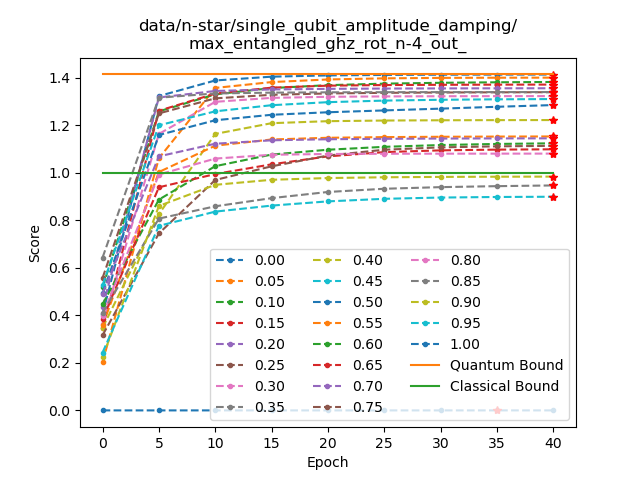 data/n-star/single_qubit_amplitude_damping/
max_entangled_ghz_rot_n-4_out_
Score
1.4
1.2
1.0
0.8
0.6
0.4
0.2
0.0
0.00 0.40 0.80
0.05 0.45 0.85
0.10 0.50 0.90
0.15 0.55 0.95
0.20 0.60 1.00
0.25 0.65 Quantum Bound
0.30 0.70 Classical Bound
0.35 0.75
0 5 10 15 20 25 30 35 40
Epoch